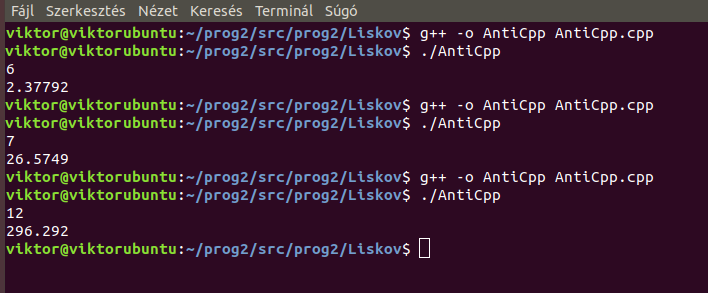 Fájl Szerkesztés Nézet Keresés Terminál Súgó
viktor@viktorubuntu:~/prog2/src/prog2/Liskov$ g++ -o AntiCpp AntiCpp.cpp
viktor@viktorubuntu:~/prog2/src/prog2/Liskov$ ./AntiCpp
6
2.37792
viktor@viktorubuntu:~/prog2/src/prog2/Liskov$ g++ -o AntiCpp AntiCpp.cpp
viktor@viktorubuntu:~/prog2/src/prog2/Liskov$ ./AntiCpp
7
26.5749
viktor@viktorubuntu:~/prog2/src/prog2/Liskov$ g++ -o AntiCpp AntiCpp.cpp
viktor@viktorubuntu:~/prog2/src/prog2/Liskov$ ./AntiCpp
12
296.292
viktor@viktorubuntu:~/prog2/src/prog2/Liskov$